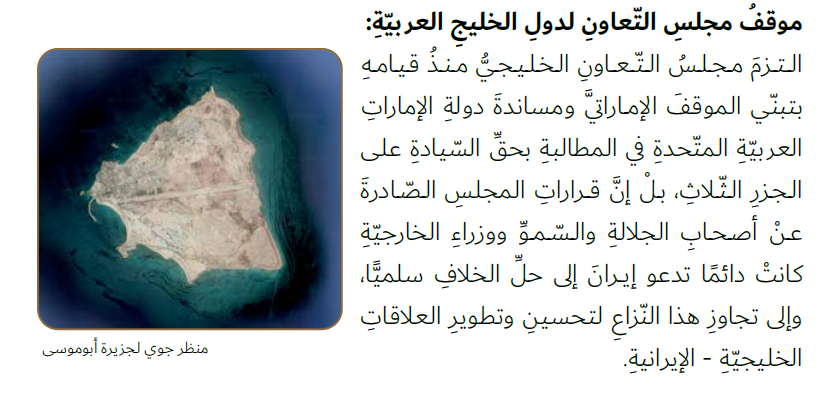 موقفُ مجلسِ التّعاونِ لدولِ الخليجِ العربيّةِ:
التزمَ مجلسُ التّعاونِ الخليجيُّ منذُ قيامهِ
بتبنّي الموقفَ الإماراتيَّ ومساندةَ دولةِ الإماراتِ
العربيّةِ المتّحدةِ في المطالبةِ بحقِّ السّيادةِ على
الجزرِ الثّلاثِ، بلْ إنَّ قراراتِ المجلسِ الصّادرةَ
عنْ أصحابِ الجلالةِ والسّموِّ ووزراءِ الخارجيّةِ
كانتْ دائمًا تدعو إيرانَ إلى حلِّ الخلافِ سلميًّا،
وإلى تجاوزِ هذا النّزاعِ لتحسينِ وتطويرِ العلاقاتِ
الخليجيّةِ - الإيرانيةِ.
منظر جوي لجزيرة أبوموسى